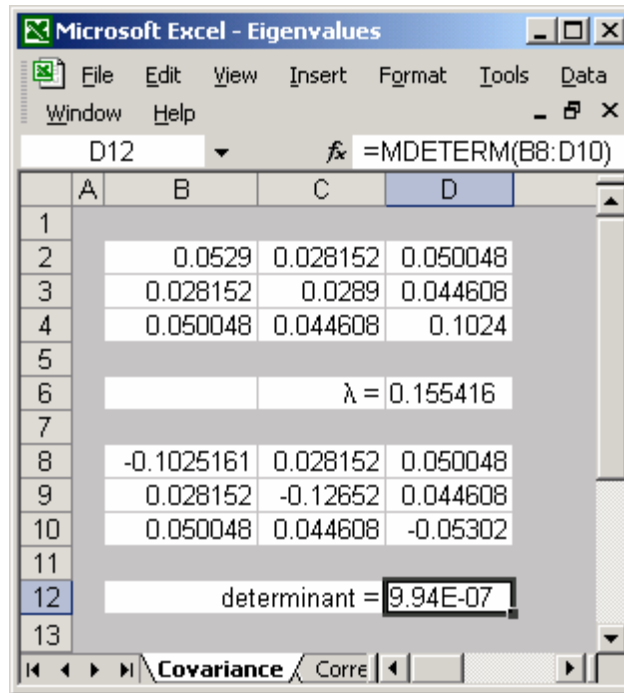 Microsoft Excel - Eigenvalues
File Edit View Insert Format Tools Data
Window Help
D12 fx =MDETERM(B8:D10)
A B C D
1
2 0.0529 0.028152 0.050048
3 0.028152 0.0289 0.044608
4 0.050048 0.044608 0.1024
5
6 λ = 0.155416
7
8 -0.1025161 0.028152 0.050048
9 0.028152 -0.12652 0.044608
10 0.050048 0.044608 -0.05302
11
12 determinant = 9.94E-07
13
Covariance Corre